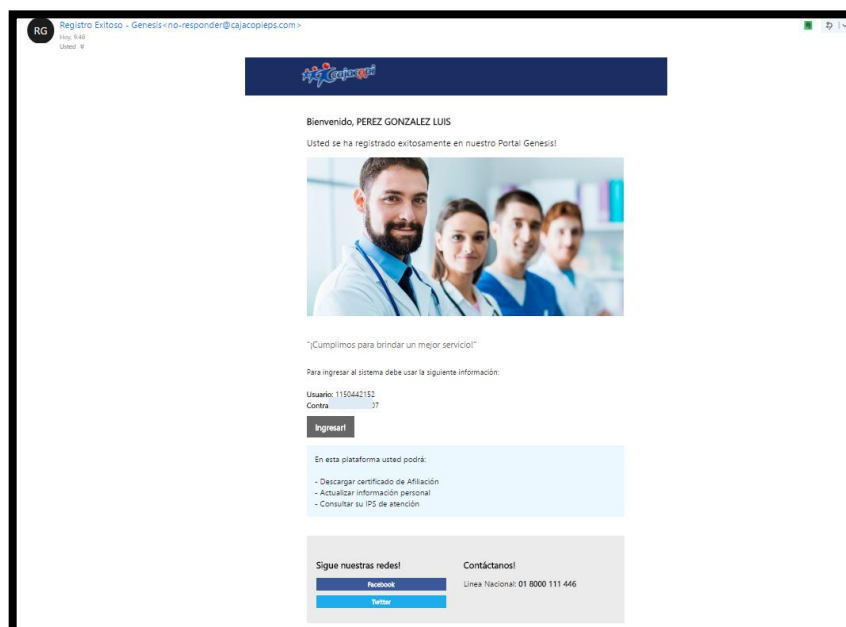 RG
Registro Exitoso - Genesis<no-responder@cajacopieps.com>
Hoy, 9:48
Usted
Cajacopi
Bienvenido, PEREZ GONZALEZ LUIS
Usted se ha registrado exitosamente en nuestro Portal Genesis!
"¡Cumplimos para brindar un mejor servicio!"
Para ingresar al sistema debe usar la siguiente información:
Usuario: 1150442152
Contra 07
Ingresar!
En esta plataforma usted podrá:
- Descargar certificado de Afiliación
- Actualizar información personal
- Consultar su IPS de atención
Sigue nuestras redes!
Facebook
Twitter
Contáctanos!
Linea Nacional: 01 8000 111 446